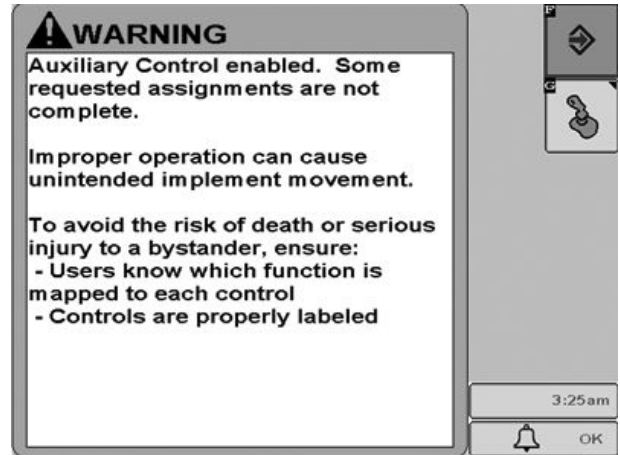 WARNING
Auxiliary Control enabled. Some
requested assignments are not
complete.
Improper operation can cause
unintended implement movement.
To avoid the risk of death or serious
injury to a bystander, ensure:
- Users know which function is
mapped to each control
- Controls are properly labeled
F
G
3:25am
OK